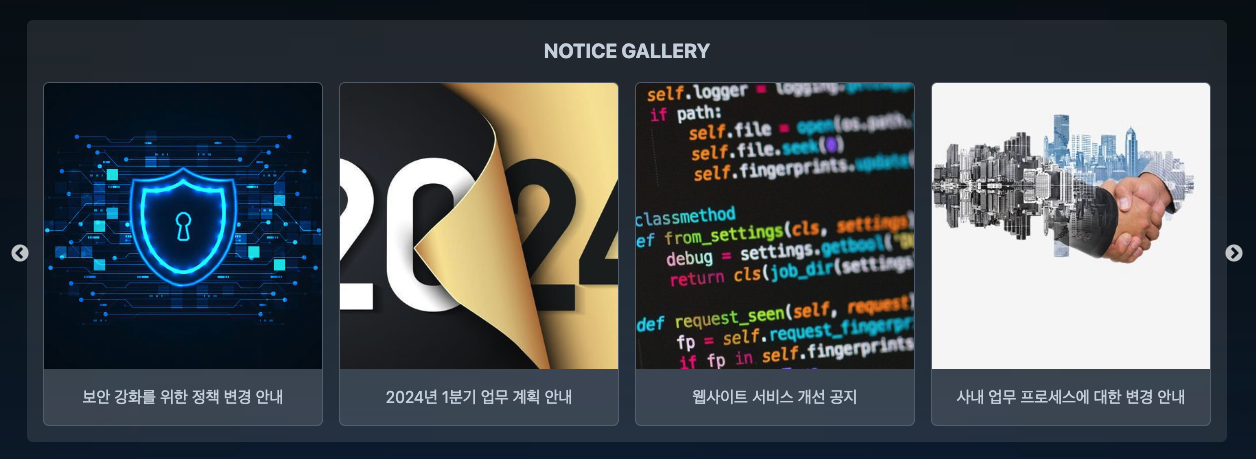 NOTICE GALLERY
보안 강화를 위한 정책 변경 안내
2024
2024년 1분기 업무 계획 안내
self.logger = logging.
if path:
self.file = open(os.path.
self.file.seek(0)
self.fingerprints.update(
classmethod
ef from_settings(cls, settings
debug = settings.getbool(
return cls(job_dir(settings
def request_seen(self, request)
fp = self.request_fingerpr
if fp in self.fingerprints
웹사이트 서비스 개선 공지
사내 업무 프로세스에 대한 변경 안내